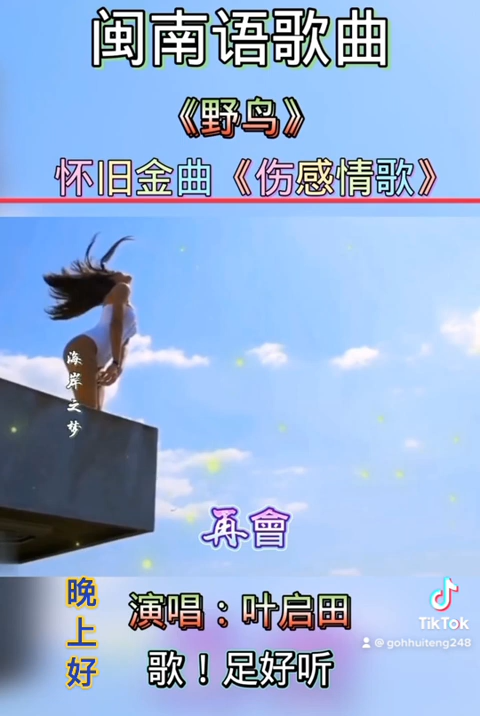 闽南语歌曲
《野鸟》
怀旧金曲《伤感情歌》
海岸之梦
再會
晚上好
演唱：叶启田
歌！足好听
TikTok
@gohhuiteng248